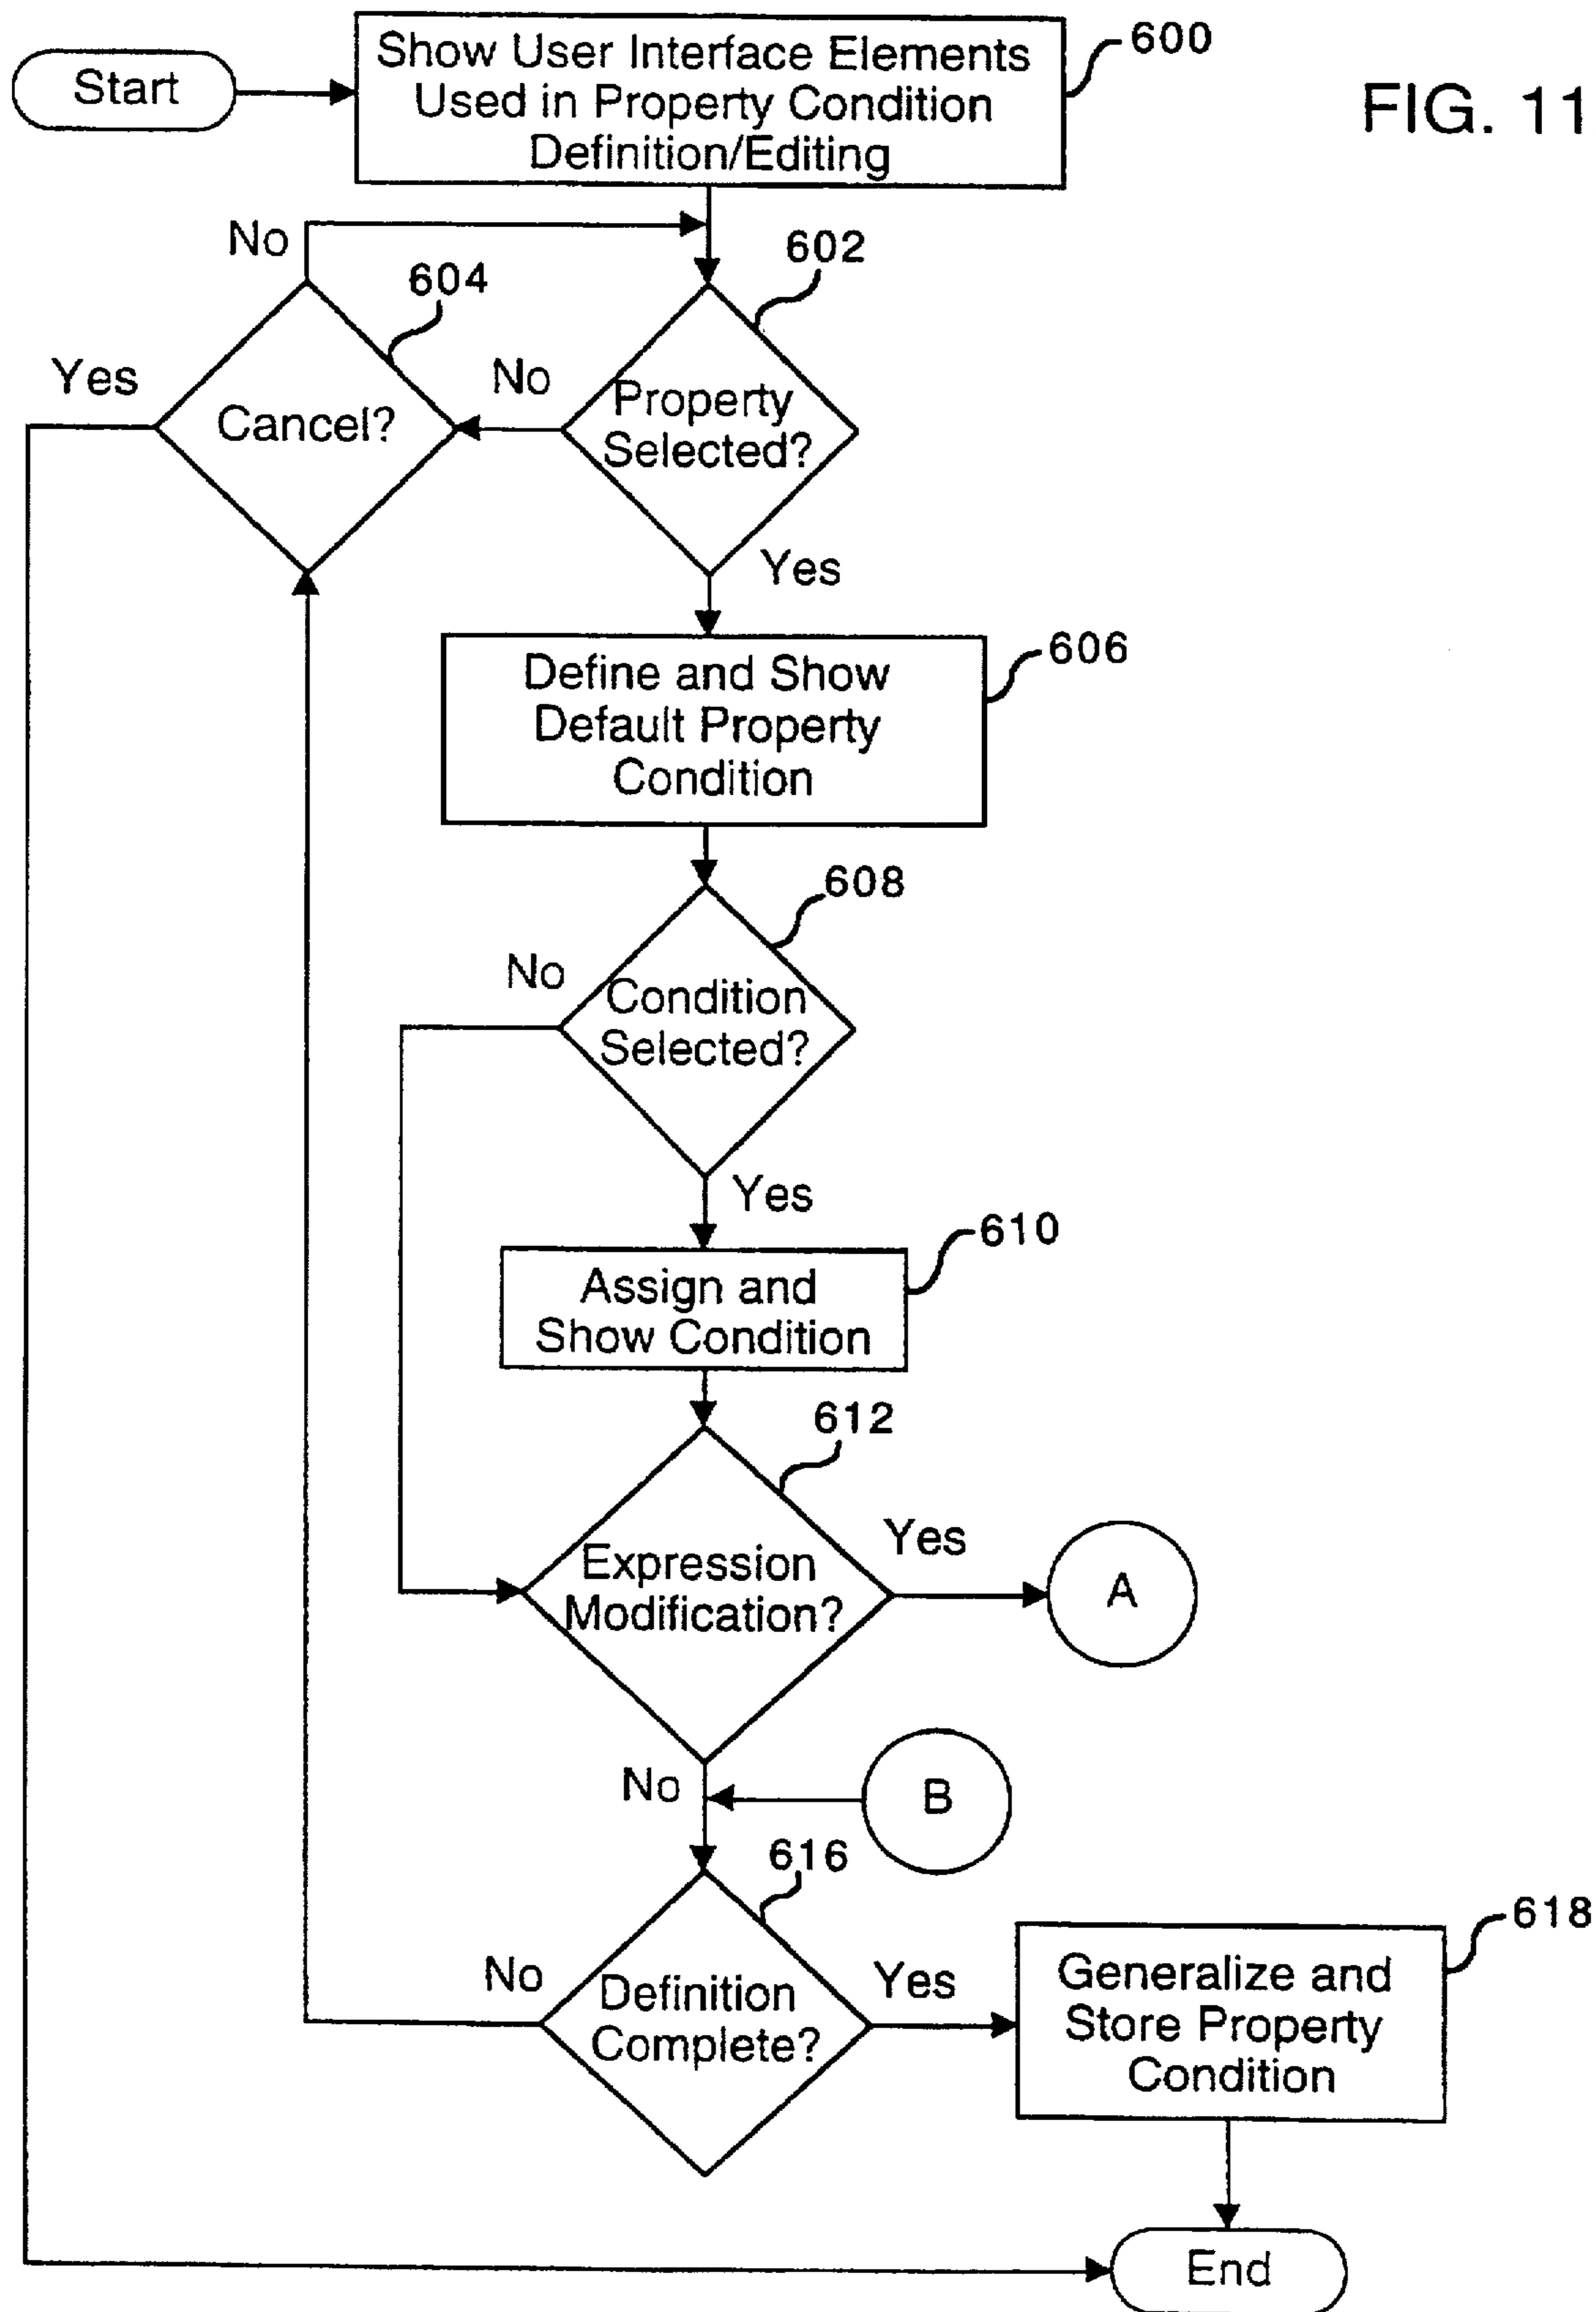 FIG. 11
Start
Show User Interface Elements
Used in Property Condition
Definition/Editing
600
No
604
602
Yes
Cancel?
No
Property
Selected?
Yes
606
Define and Show
Default Property
Condition
608
No
Condition
Selected?
Yes
610
Assign and
Show Condition
612
Expression
Modification?
Yes
A
No
B
616
No
Definition
Complete?
Yes
618
Generalize and
Store Property
Condition
End